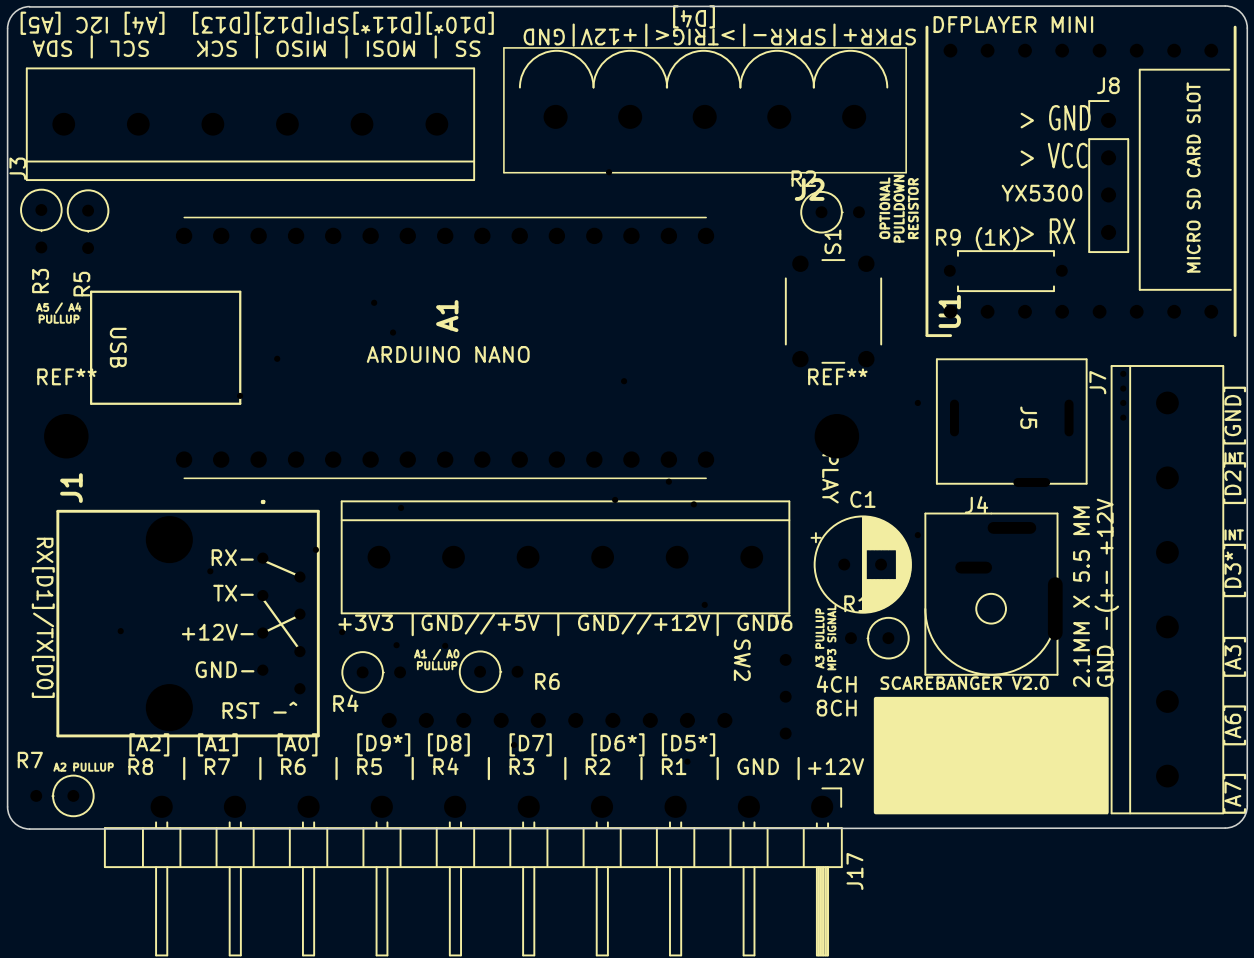 [A5] I2C [A4]
[D13][D12]SPI[D11*][D10*]
SDA | SCL
SCK | MISO | MOSI | SS
[D4]
GND|+12V|<TRIG>|SPKR-|SPKR+
DFPLAYER MINI
J8
> GND
> VCC
YX5300
> RX
MICRO SD CARD SLOT
J3
R2
J2
OPTIONAL
PULLDOWN
RESISTOR
R9 (1K)
S1
R3
R5
A5 / A4
PULLUP
U1
A1
USB
ARDUINO NANO
REF**
REF**
J7
J5
[GND]
INT
[D2]
PLAY
J1
C1
J4
+
INT
[D3*]
RX[D1]/TX[D0]
RX-
TX-
+12V-
GND-
RST -^
2.1MM X 5.5 MM
GND -(+- +12V
+3V3 |GND//+5V | GND//+12V| GND
A3 PULLUP
MP3 SIGNAL
A1 / A0
PULLUP
SW2
R4
R6
[A3]
4CH
8CH
SCAREBANGER V2.0
[A6]
[A2] [A1] [A0] [D9*] [D8] [D7] [D6*] [D5*]
R7
A2 PULLUP
R8 | R7 | R6 | R5 | R4 | R3 | R2 | R1 | GND |+12V
[A7]
J17